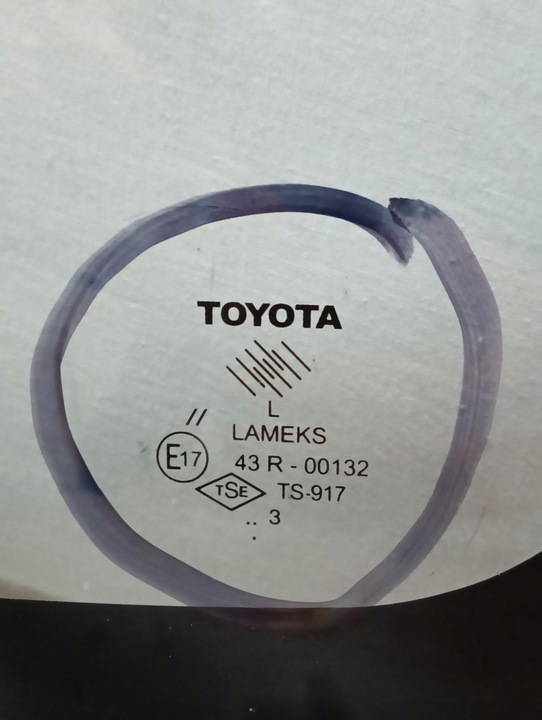 TOYOTA
L
LAMEKS
//
E17 43 R - 00132
TSE TS-917
.. 3
.